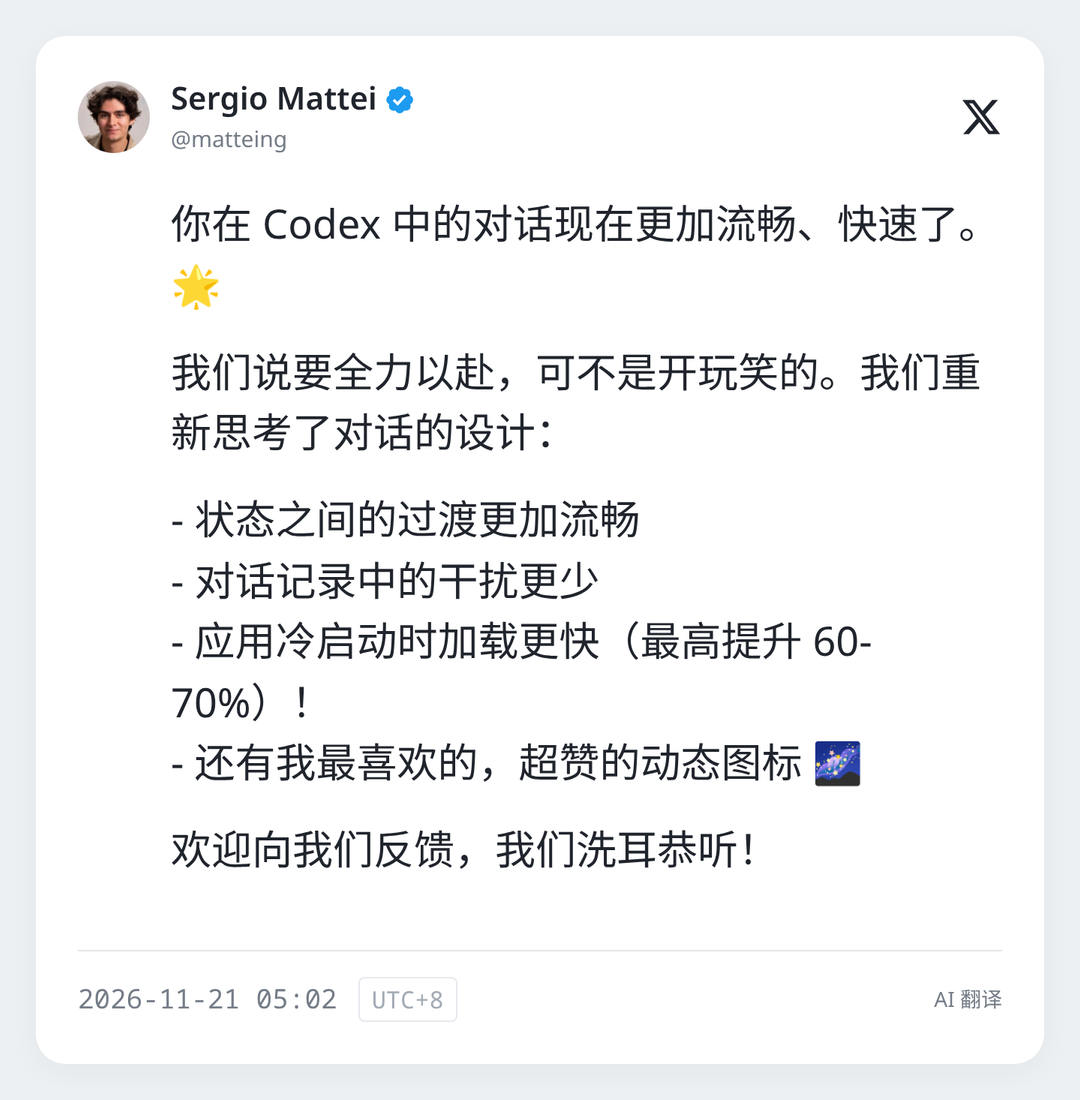 Sergio Mattei
@matteing
你在 Codex 中的对话现在更加流畅、快速了。
🌟
我们说要全力以赴，可不是开玩笑的。我们重
新思考了对话的设计：
- 状态之间的过渡更加流畅
- 对话记录中的干扰更少
- 应用冷启动时加载更快（最高提升 60-
70%）！
- 还有我最喜欢的，超赞的动态图标 🌌
欢迎向我们反馈，我们洗耳恭听！
2026-11-21 05:02 UTC+8
AI 翻译